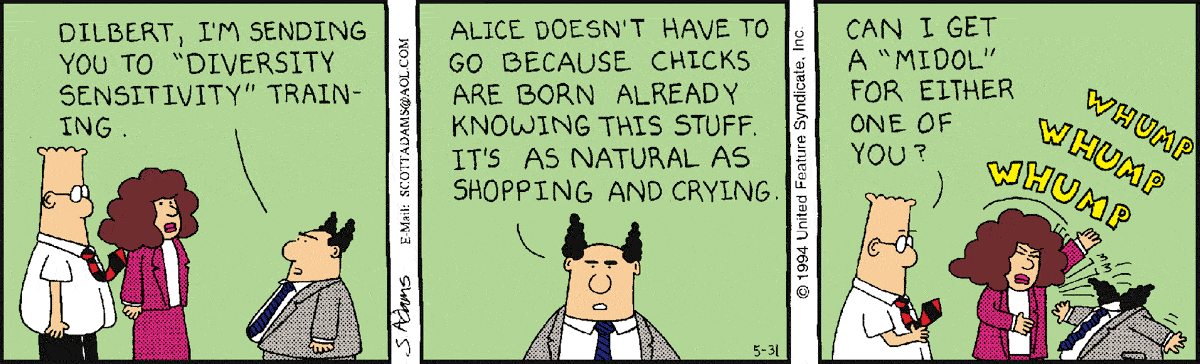 DILBERT, I'M SENDING
YOU TO "DIVERSITY
SENSITIVITY" TRAIN-
ING.
E-Mail: SCOTTADAMS@AOL.COM
S. ADAMS
ALICE DOESN'T HAVE TO
GO BECAUSE CHICKS
ARE BORN ALREADY
KNOWING THIS STUFF.
IT'S AS NATURAL AS
SHOPPING AND CRYING.
5-31
© 1994 United Feature Syndicate, Inc.
CAN I GET
A "MIDOL"
FOR EITHER
ONE OF
YOU?
WHUMP
WHUMP
WHUMP